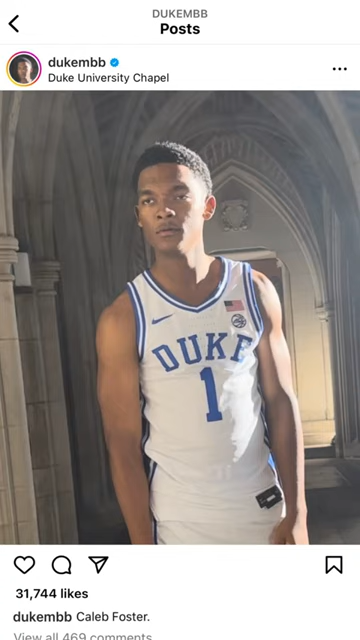 DUKEMBB
Posts
dukembb
Duke University Chapel
DUKE
1
31,744 likes
dukembb Caleb Foster.
View all 469 comments